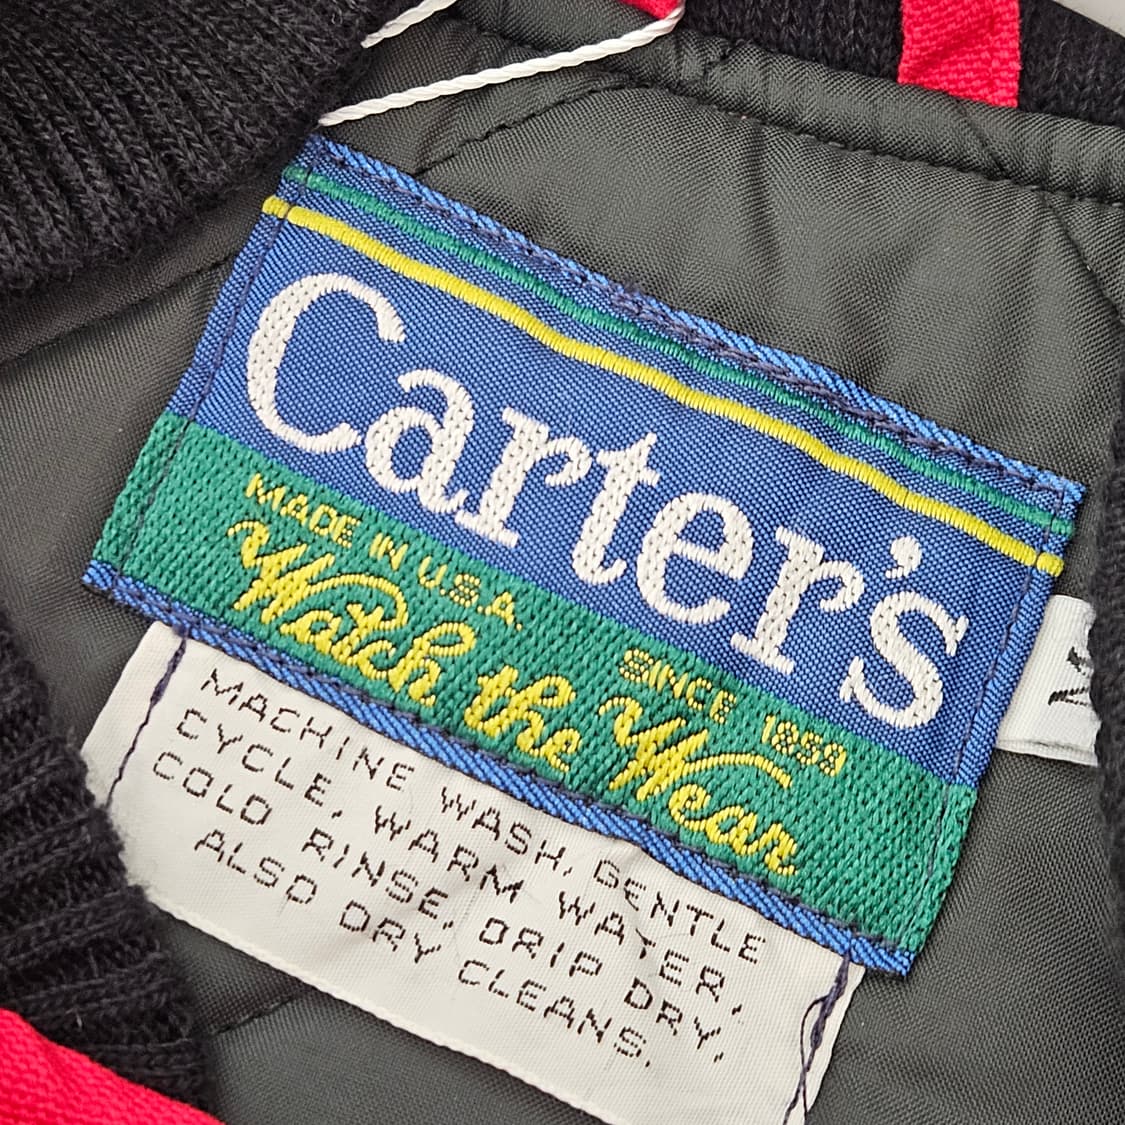 Carter's
MADE IN U.S.A. SINCE 1859
Watch the Wear
MACHINE WASH, GENTLE
CYCLE, WARM WATER,
COLD RINSE, DRIP DRY,
ALSO DRY CLEANS.
M